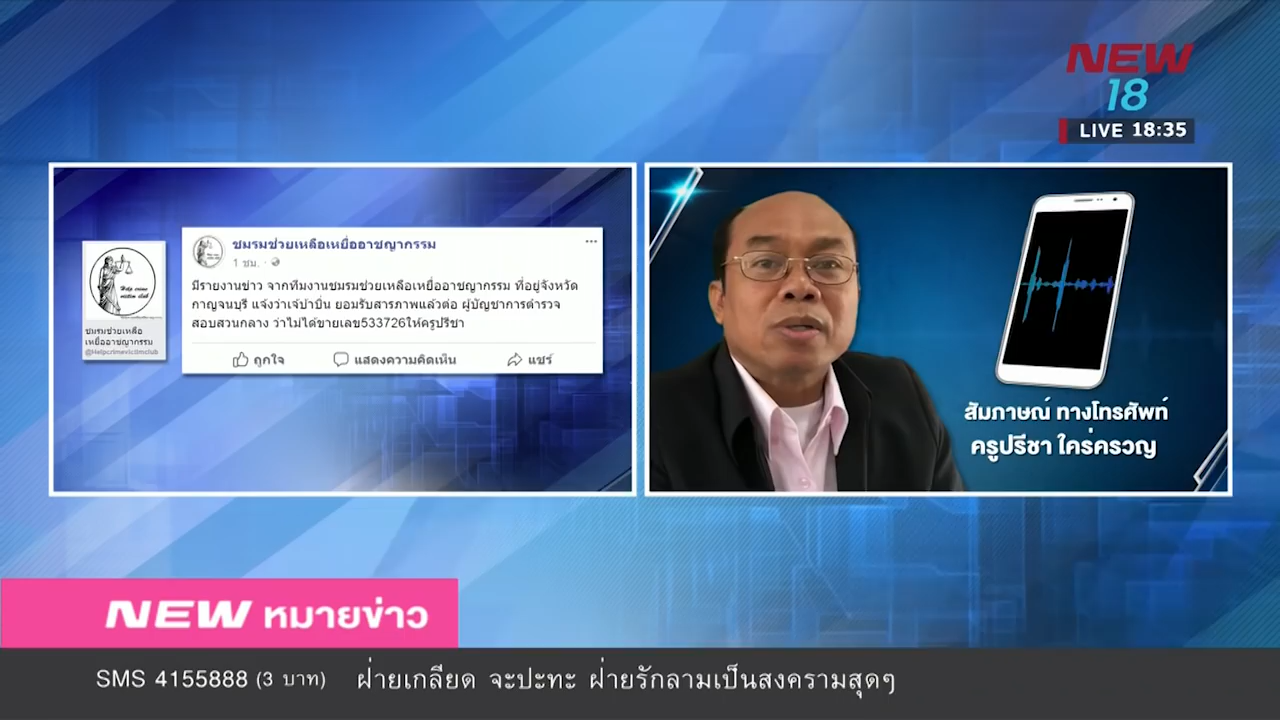 NEW
18
LIVE 18:35
ชมรมช่วยเหลือเหยื่ออาชญากรรม
1 ชม.
มีรายงานข่าว จากทีมงานชมรมช่วยเหลือเหยื่ออาชญากรรม ที่อยู่จังหวัด
กาญจนบุรี แจ้งว่าเจ๊บ้าบิ่น ยอมรับสารภาพแล้วต่อ ผู้บัญชาการตำรวจ
สอบสวนกลาง ว่าไม่ได้ขายเลข533726ให้ครูปรีชา
ถูกใจ แสดงความคิดเห็น แชร์
Help crime
victim club
ชมรมช่วยเหลือ
เหยื่ออาชญากรรม
@Helpcrimevictimclub
สัมภาษณ์ ทางโทรศัพท์
ครูปรีชา ใคร่ครวญ
NEW หมายข่าว
SMS 4155888 (3 บาท) ฝ่ายเกลียด จะปะทะ ฝ่ายรักลามเป็นสงครามสุดๆ